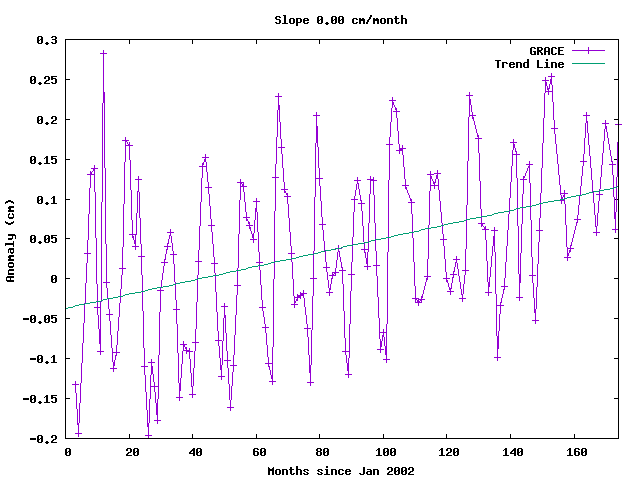 Slope 0.00 cm/month
0.3
0.25
0.2
0.15
0.1
0.05
0
-0.05
-0.1
-0.15
-0.2
Anomaly (cm)
GRACE
Trend Line
0 20 40 60 80 100 120 140 160
Months since Jan 2002